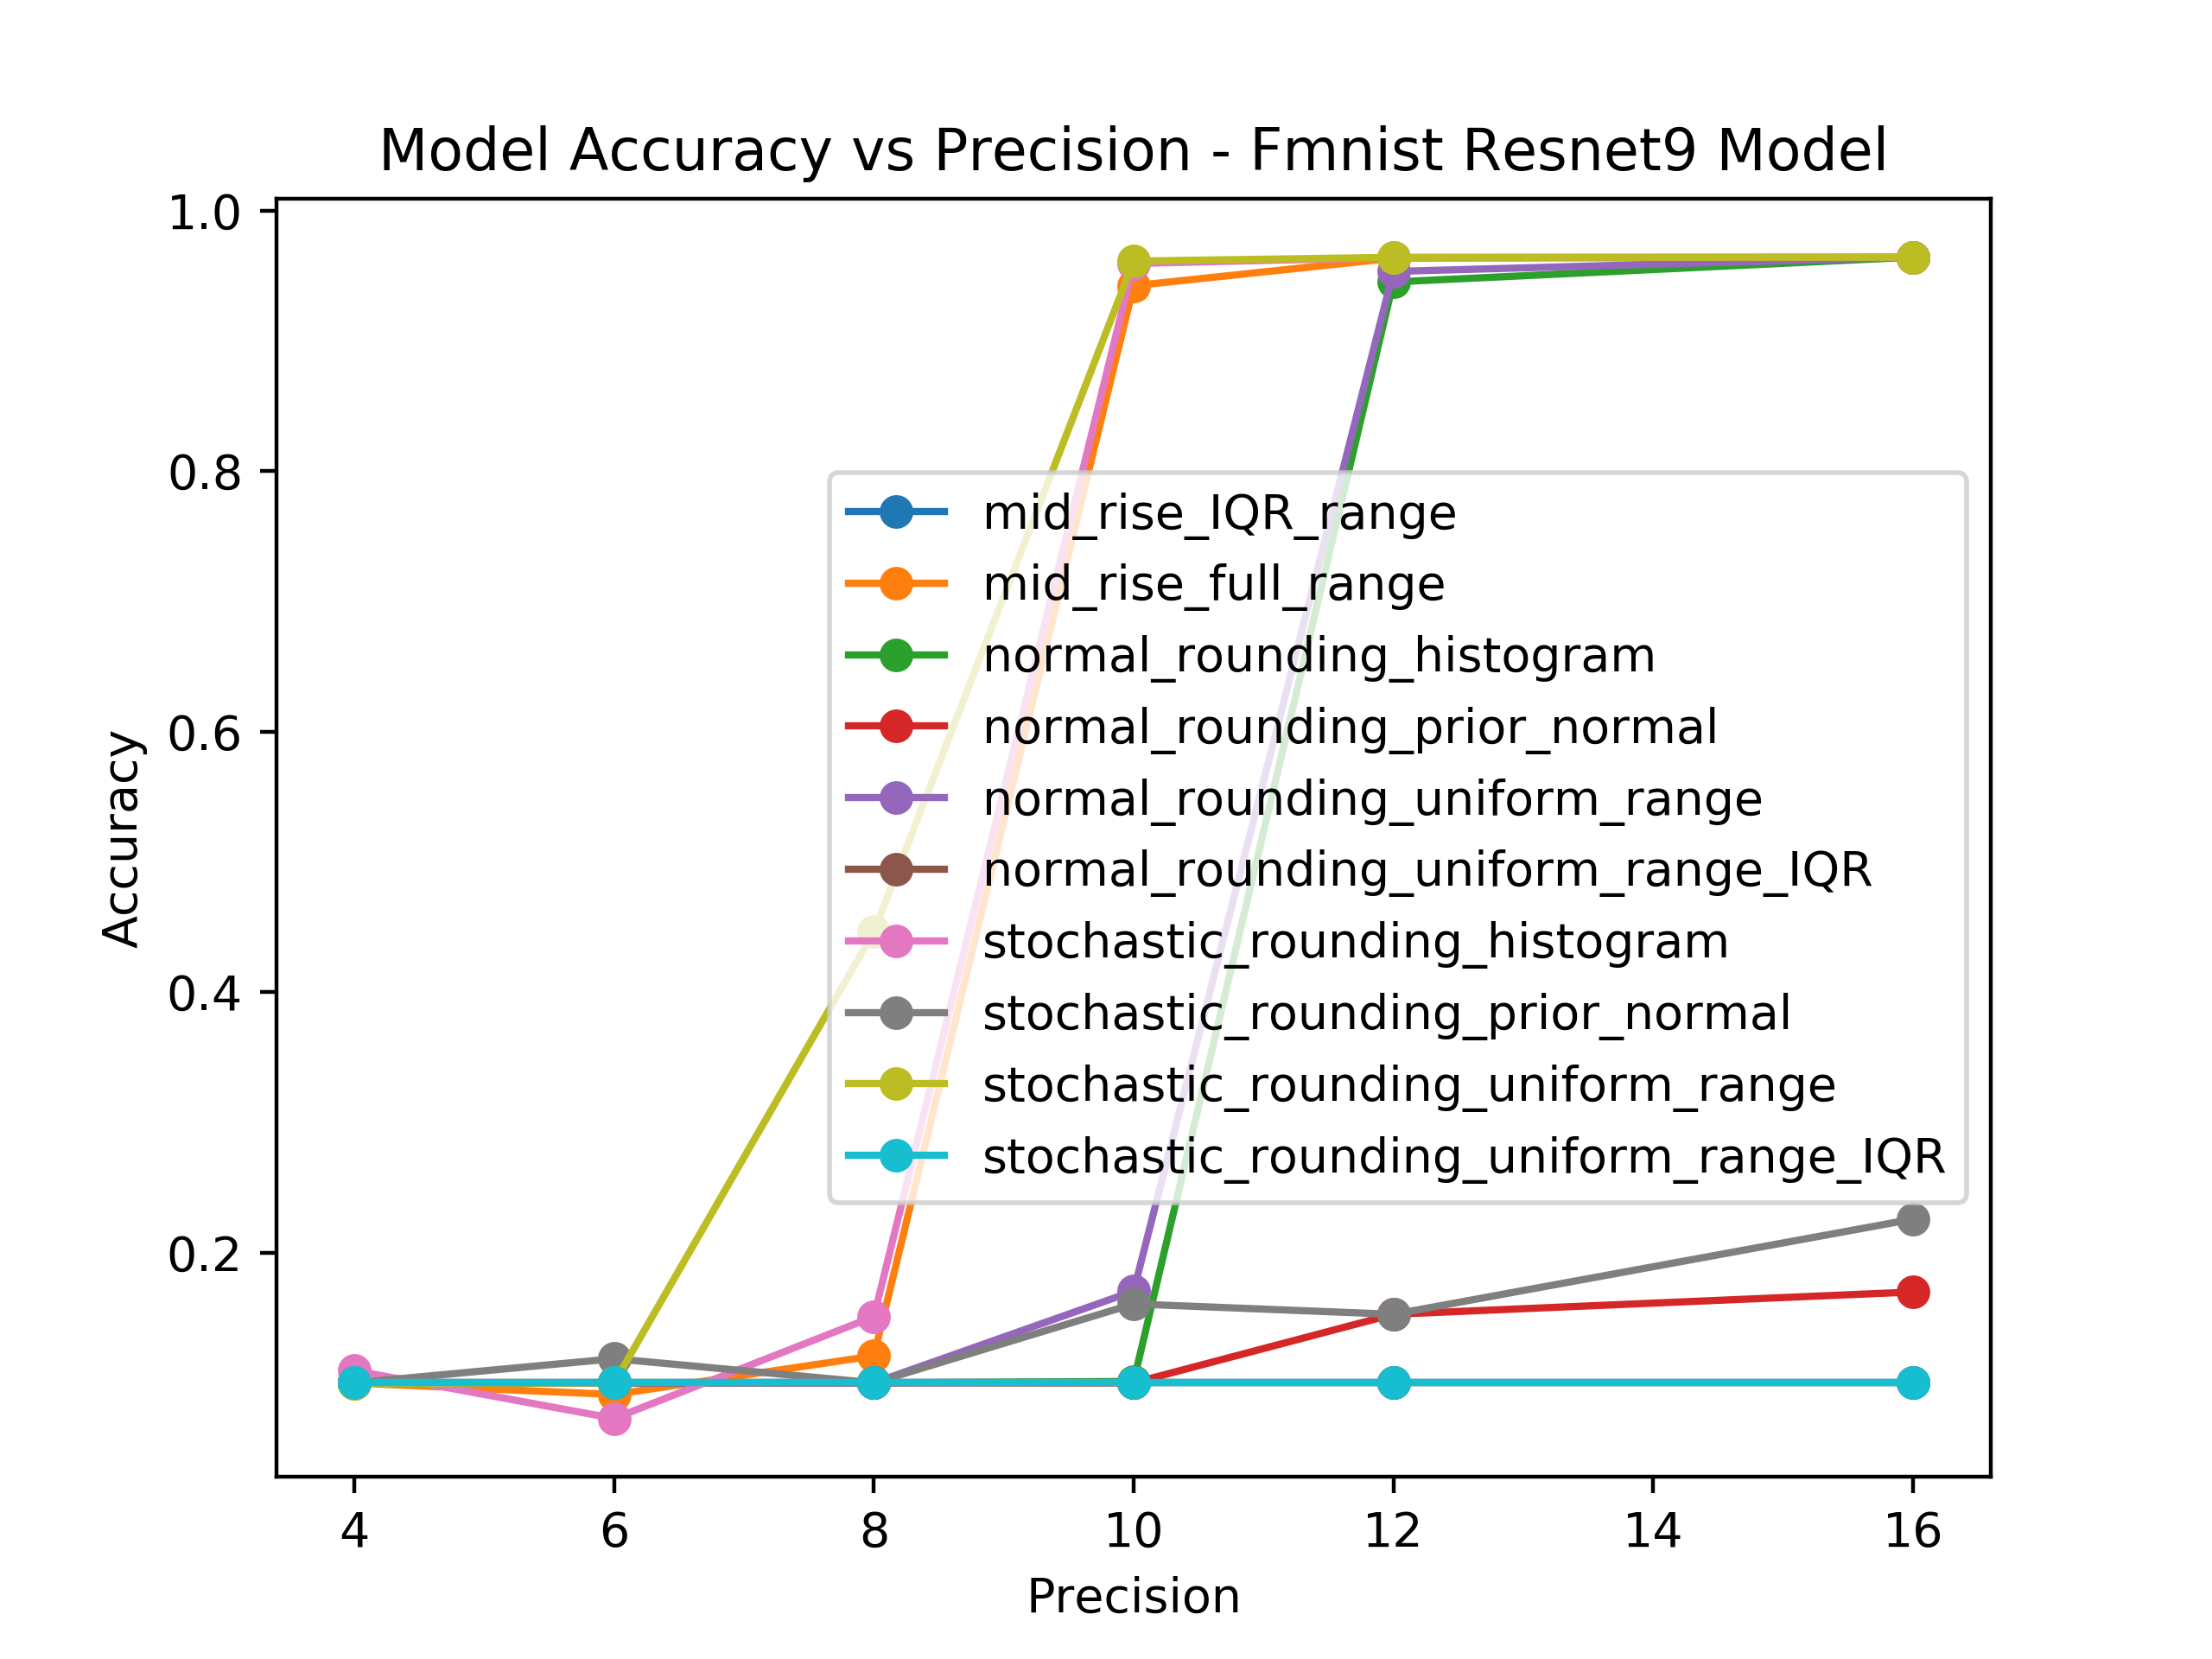 Model Accuracy vs Precision - Fmnist Resnet9 Model
1.0
0.8
0.6
0.4
0.2
Accuracy
mid_rise_IQR_range
mid_rise_full_range
normal_rounding_histogram
normal_rounding_prior_normal
normal_rounding_uniform_range
normal_rounding_uniform_range_IQR
stochastic_rounding_histogram
stochastic_rounding_prior_normal
stochastic_rounding_uniform_range
stochastic_rounding_uniform_range_IQR
4 6 8 10 12 14 16
Precision